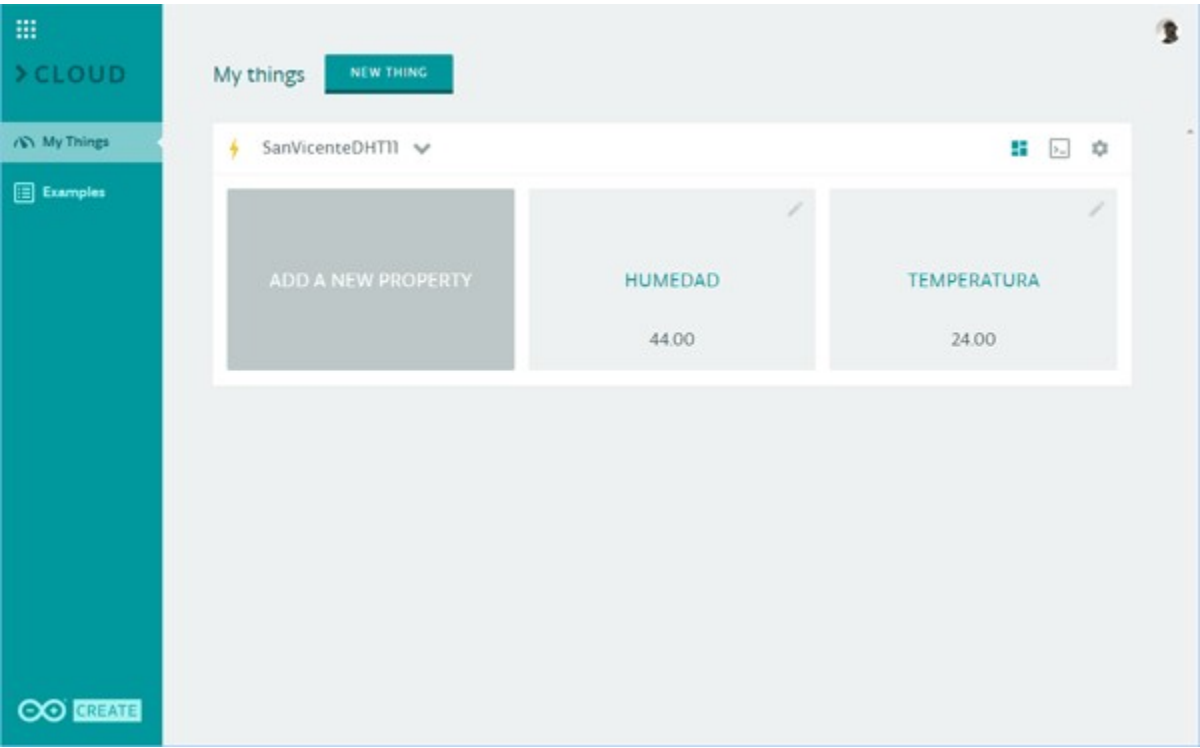 > CLOUD
My Things
Examples
CREATE
My things
NEW THING
SanVicenteDHT11
ADD A NEW PROPERTY
HUMEDAD
44.00
TEMPERATURA
24.00